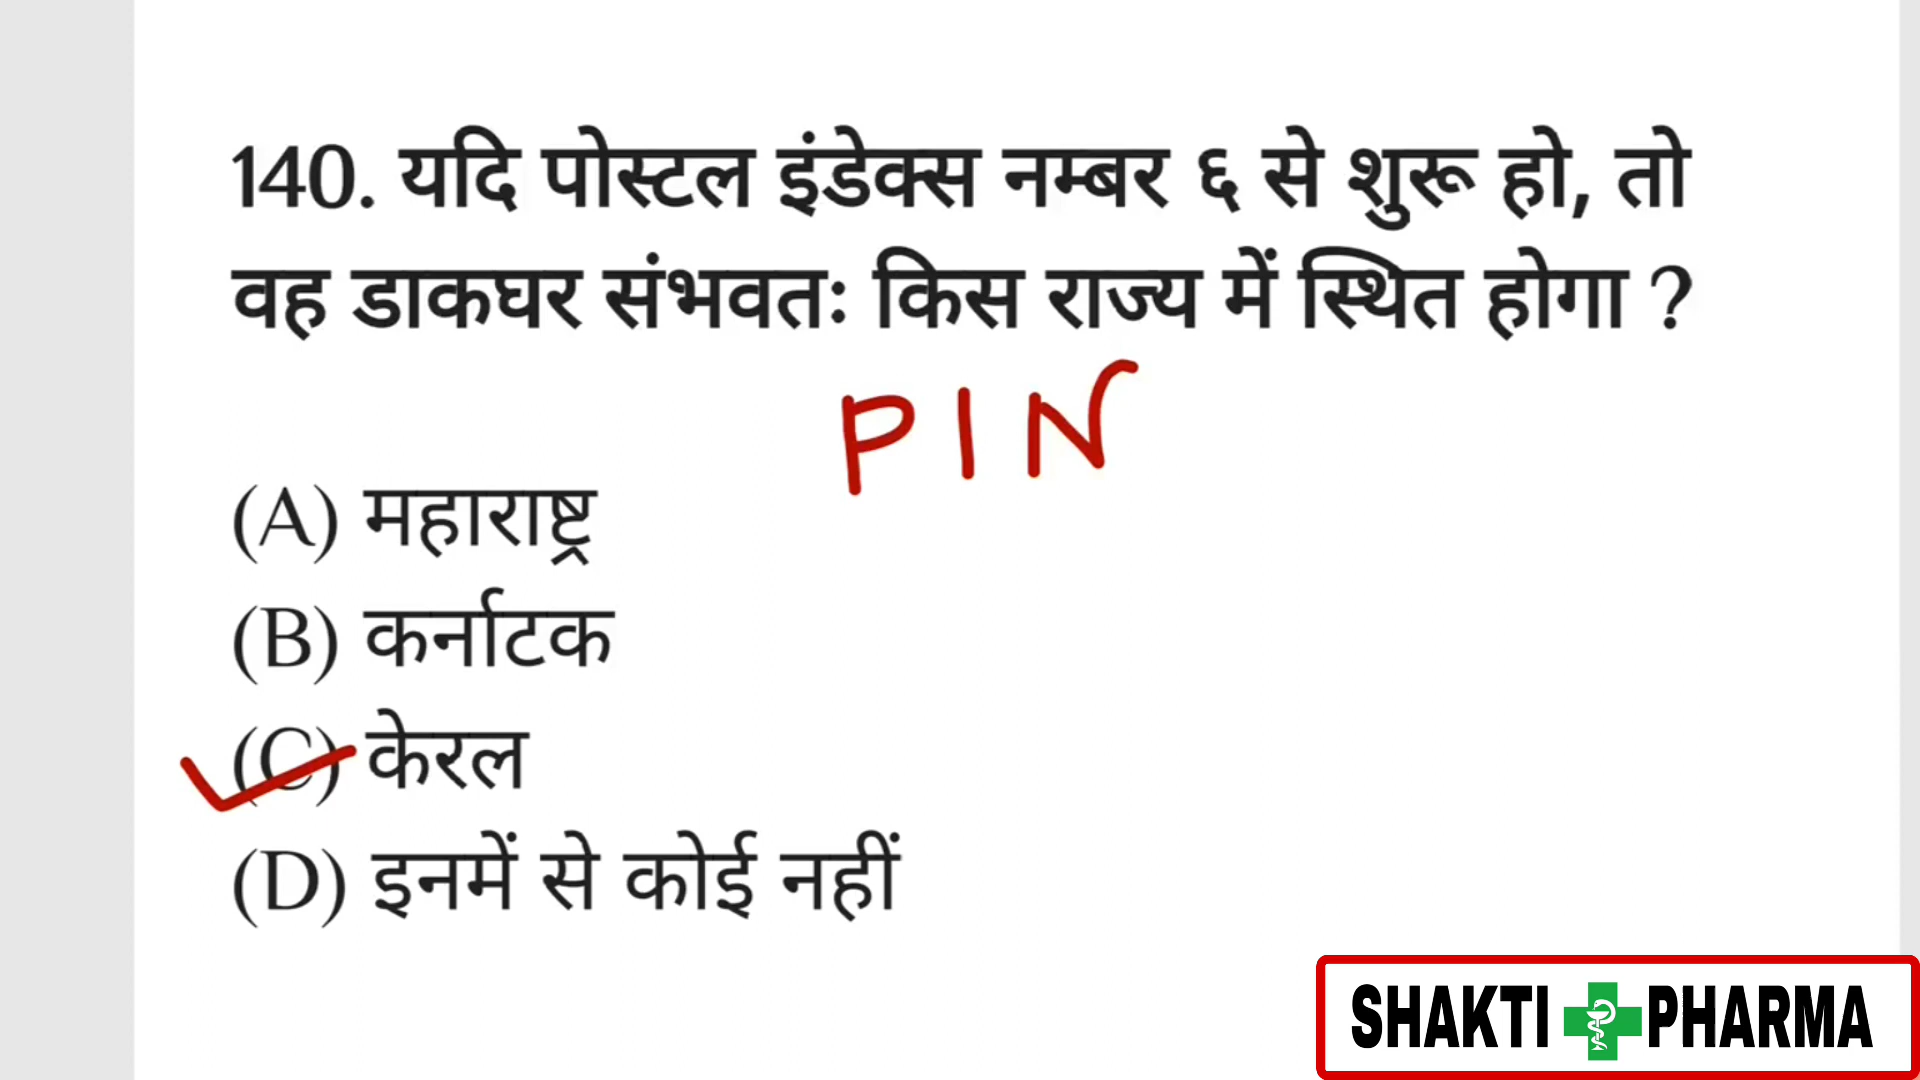 140. यदि पोस्टल इंडेक्स नम्बर ६ से शुरू हो, तो
वह डाकघर संभवतः किस राज्य में स्थित होगा ?
PIN
(A) महाराष्ट्र
(B) कर्नाटक
(C) केरल
(D) इनमें से कोई नहीं
SHAKTI PHARMA